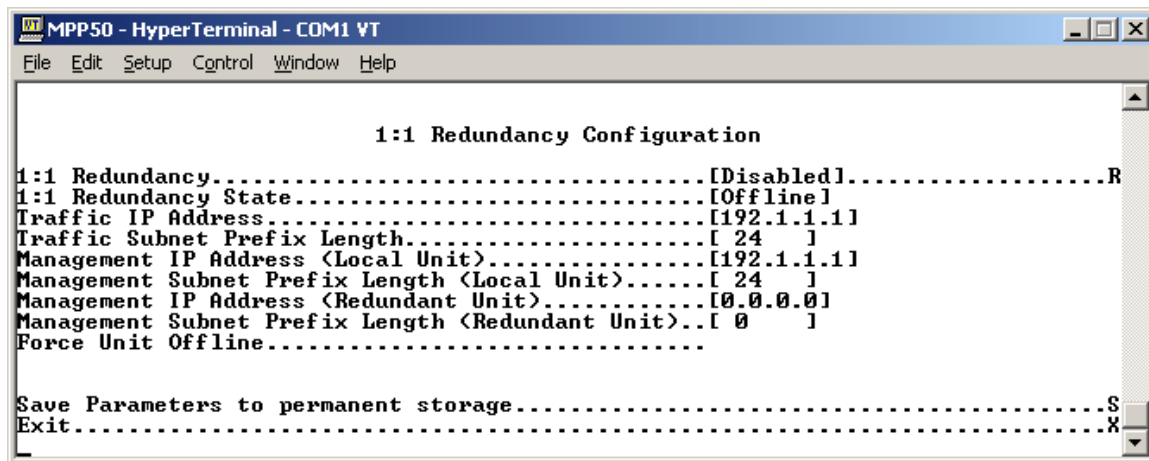 MPP50 - HyperTerminal - COM1 VT
File Edit Setup Control Window Help
1:1 Redundancy Configuration
1:1 Redundancy....................................[Disabled]...................R
1:1 Redundancy State..............................[Offline]
Traffic IP Address................................[192.1.1.1]
Traffic Subnet Prefix Length......................[ 24   ]
Management IP Address (Local Unit)................[192.1.1.1]
Management Subnet Prefix Length (Local Unit)......[ 24   ]
Management IP Address (Redundant Unit)............[0.0.0.0]
Management Subnet Prefix Length (Redundant Unit)..[ 0    ]
Force Unit Offline................................
Save Parameters to permanent storage...........................................S
Exit...........................................................................X